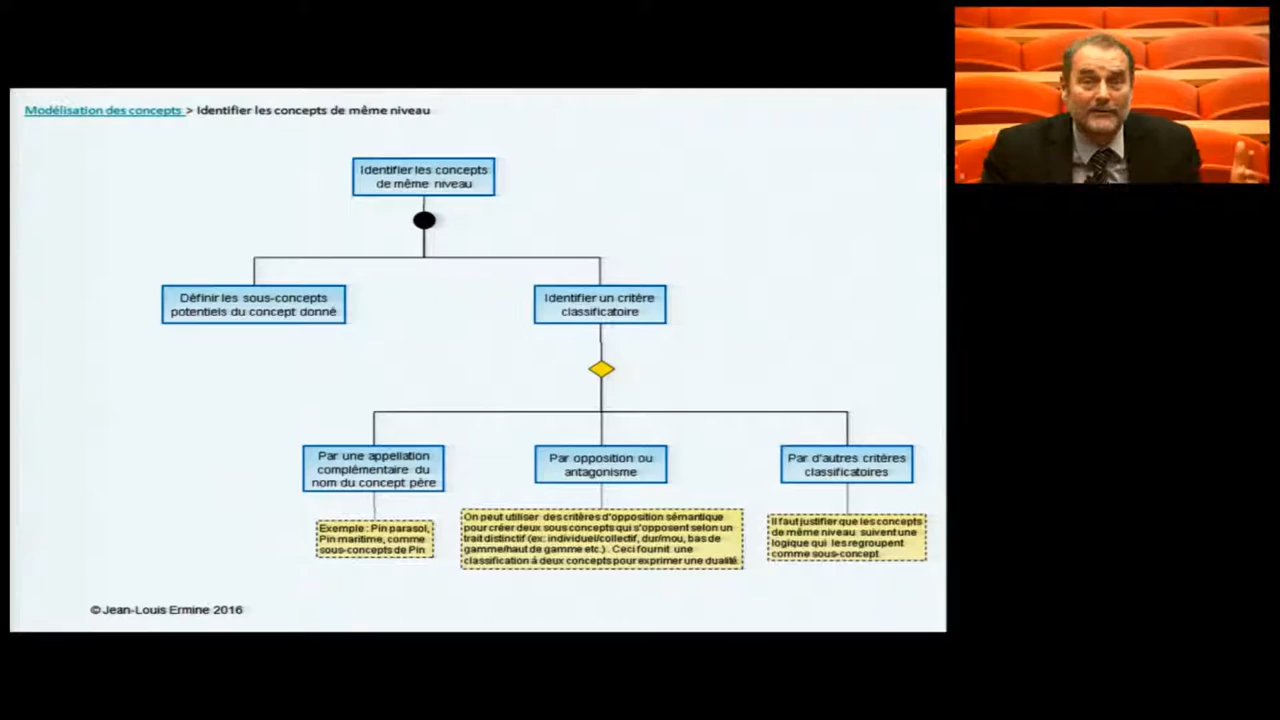 Modélisation des concepts > Identifier les concepts de même niveau
Identifier les concepts
de même niveau
Définir les sous-concepts
potentiels du concept donné
Identifier un critère
classificatoire
Par une appellation
complémentaire du
nom du concept père
Par opposition ou
antagonisme
Par d'autres critères
classificatoires
Exemple : Pin parasol,
Pin maritime, comme
sous-concepts de Pin
On peut utiliser des critères d'opposition sémantique
pour créer deux sous concepts qui s'opposent selon un
trait distinctif (ex: individuel/collectif, dur/mou, bas de
gamme/haut de gamme etc.) . Ceci fournit une
classification à deux concepts pour exprimer une dualité.
Il faut justifier que les concepts
de même niveau suivent une
logique qui les regroupent
comme sous-concept
©Jean-Louis Ermine 2016